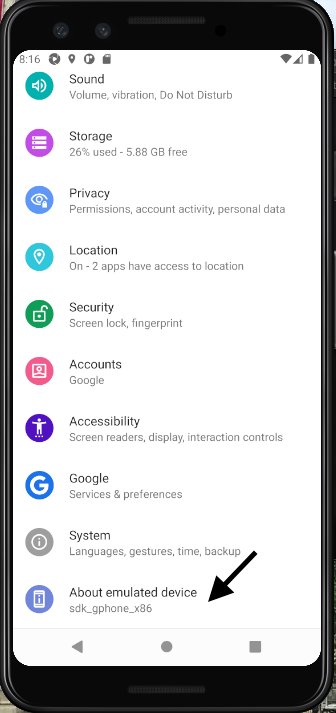 8:16
Sound
Volume, vibration, Do Not Disturb
Storage
26% used - 5.88 GB free
Privacy
Permissions, account activity, personal data
Location
On - 2 apps have access to location
Security
Screen lock, fingerprint
Accounts
Google
Accessibility
Screen readers, display, interaction controls
Google
Services & preferences
System
Languages, gestures, time, backup
About emulated device
sdk_gphone_x86